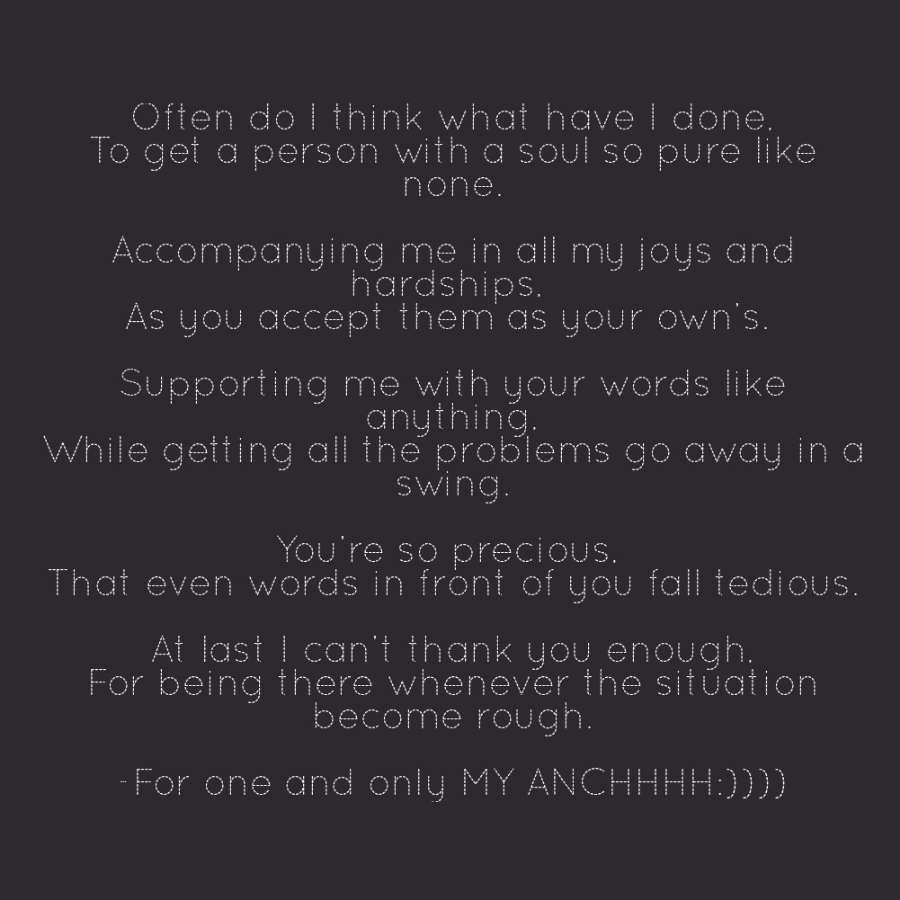 Often do I think what have I done,
To get a person with a soul so pure like
none.
Accompanying me in all my joys and
hardships,
As you accept them as your own's.
Supporting me with your words like
anything,
While getting all the problems go away in a
swing.
You're so precious,
That even words in front of you fall tedious.
At last I can't thank you enough,
For being there whenever the situation
become rough.
-For one and only MY ANCHHHH:))))